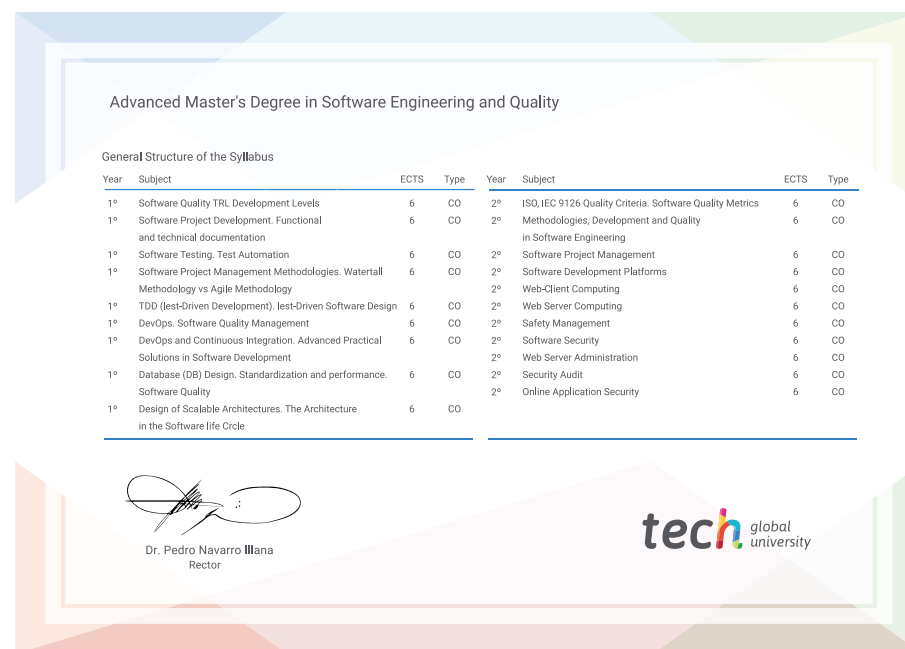 Advanced Master's Degree in Software Engineering and Quality
General Structure of the Syllabus
Year Subject ECTS Type
1º Software Quality TRL Development Levels 6 CO
1º Software Project Development. Functional 6 CO
and technical documentation
1º Software Testing. Test Automation 6 CO
1º Software Project Management Methodologies. Watertall 6 CO
Methodology vs Agile Methodology
1º TDD (lest-Driven Development). lest-Driven Software Design 6 CO
1º DevOps. Software Quality Management 6 CO
1º DevOps and Continuous Integration. Advanced Practical 6 CO
Solutions in Software Development
1º Database (DB) Design. Standardization and performance. 6 CO
Software Quality
1º Design of Scalable Architectures. The Architecture 6 CO
in the Software life Crcle
Year Subject ECTS Type
2º ISO, IEC 9126 Quality Criteria. Software Quality Metrics 6 CO
2º Methodologies, Development and Quality 6 CO
in Software Engineering
2º Software Project Management 6 CO
2º Software Development Platforms 6 CO
2º Web-Client Computing 6 CO
2º Web Server Computing 6 CO
2º Safety Management 6 CO
2º Software Security 6 CO
2º Web Server Administration 6 CO
2º Security Audit 6 CO
2º Online Application Security 6 CO
Dr. Pedro Navarro Illana
Rector
tech global
university